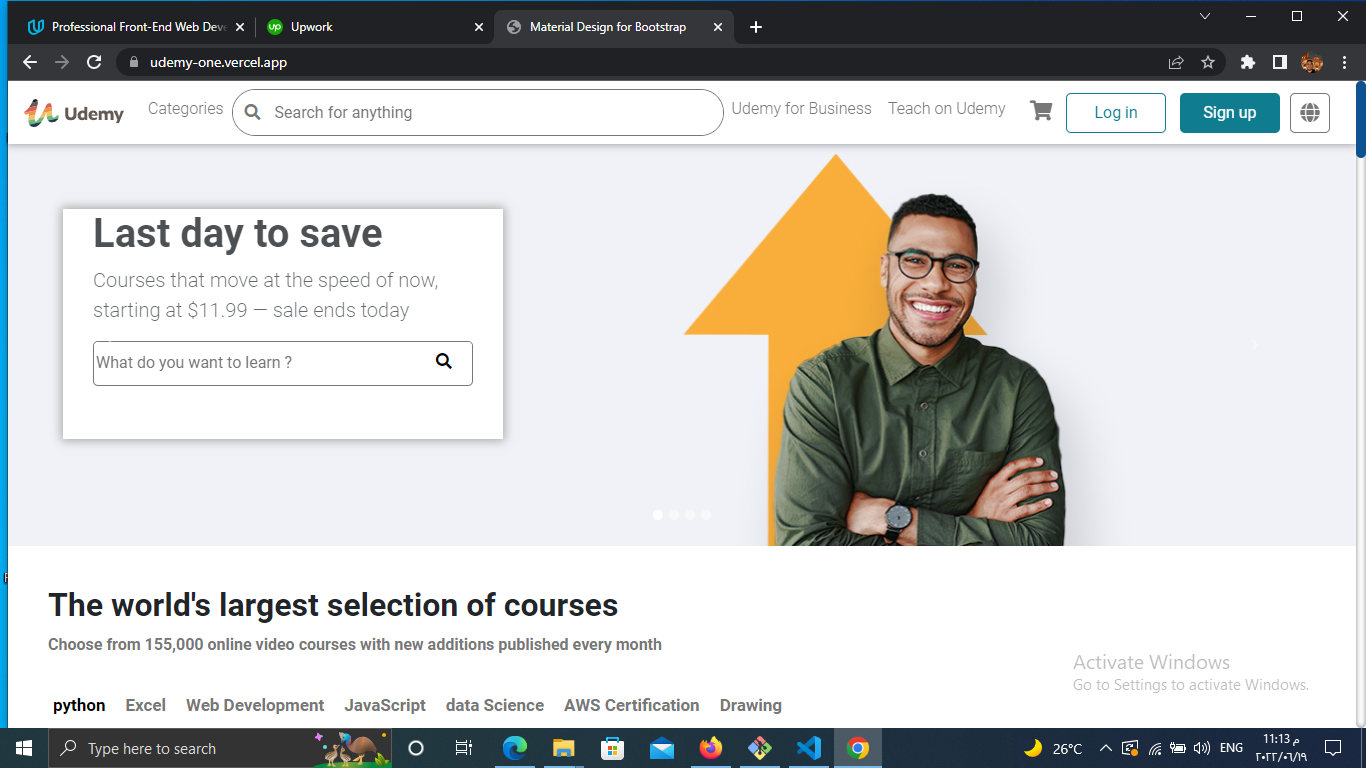 Professional Front-End Web Deve
Upwork
Material Design for Bootstrap
udemy-one.vercel.app
Udemy
Categories
Search for anything
Udemy for Business
Teach on Udemy
Log in
Sign up
Last day to save
Courses that move at the speed of now,
starting at $11.99 — sale ends today
What do you want to learn ?
The world's largest selection of courses
Choose from 155,000 online video courses with new additions published every month
Activate Windows
Go to Settings to activate Windows.
python Excel Web Development JavaScript data Science AWS Certification Drawing
Type here to search
26°C
ENG
11:13 م
٢٠٢٢/٠٦/١٩